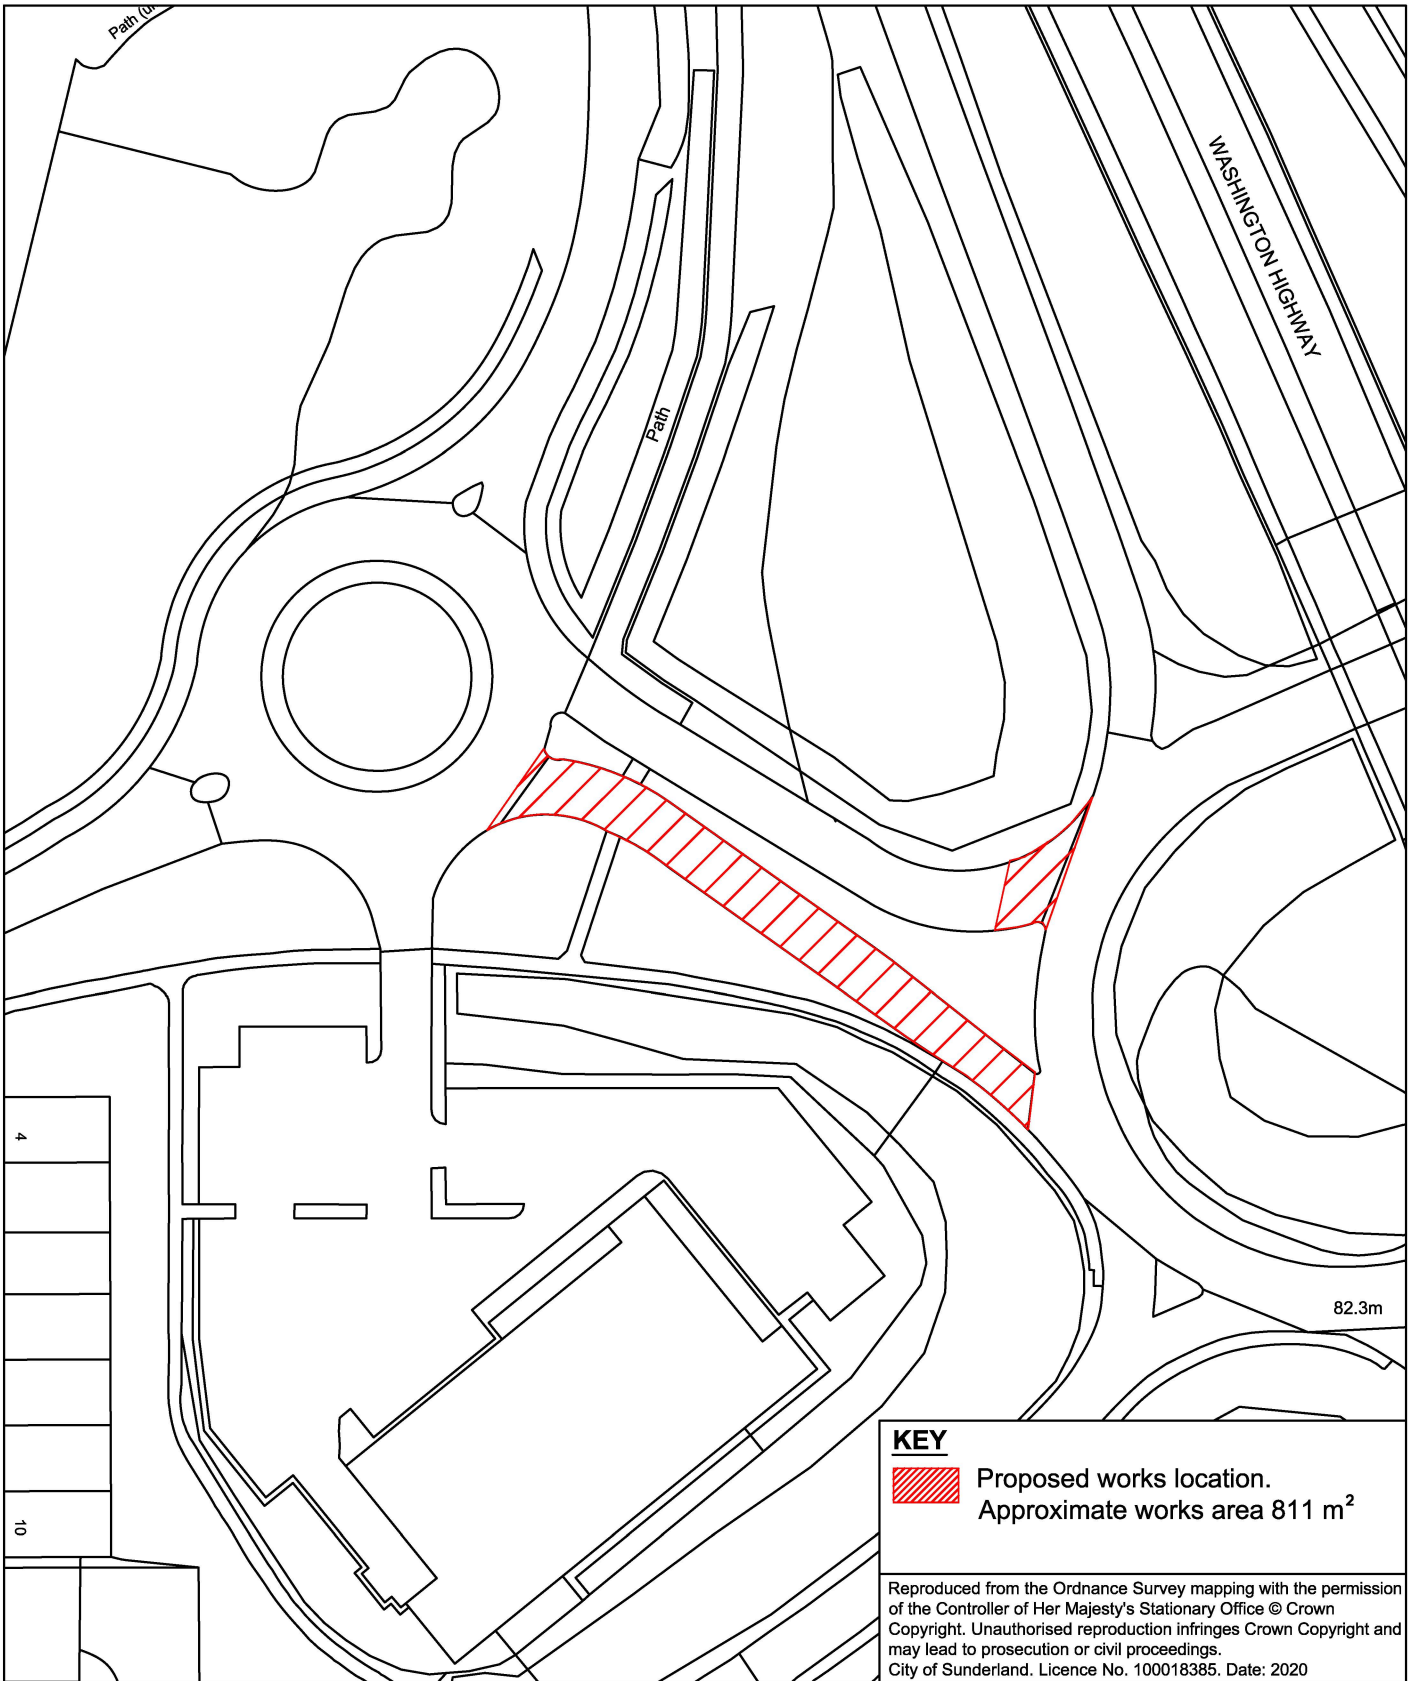 Path
WASHINGTON HIGHWAY
Path
4
10
82.3m
KEY
Proposed works location.
Approximate works area 811 m²
Reproduced from the Ordnance Survey mapping with the permission
of the Controller of Her Majesty's Stationary Office © Crown
Copyright. Unauthorised reproduction infringes Crown Copyright and
may lead to prosecution or civil proceedings.
City of Sunderland. Licence No. 100018385. Date: 2020